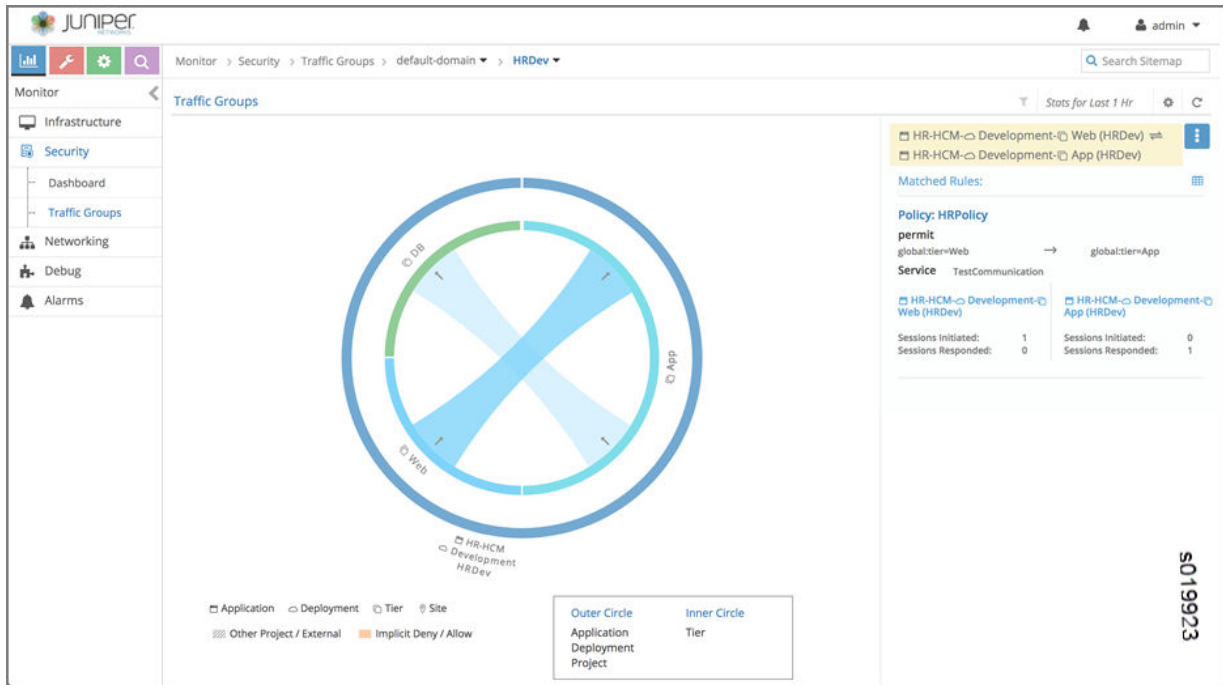 JUNIPER
NETWORKS
admin
Monitor > Security > Traffic Groups > default-domain > HRDev
Search Sitemap
Monitor
Infrastructure
Security
Dashboard
Traffic Groups
Networking
Debug
Alarms
Traffic Groups
Stats for Last 1 Hr
DB
App
Web
HR-HCM
Development
HRDev
Application Deployment Tier Site
Other Project / External Implicit Deny / Allow
Outer Circle Inner Circle
Application Tier
Deployment
Project
HR-HCM- Development- Web (HRDev) ⇌
HR-HCM- Development- App (HRDev)
Matched Rules:
Policy: HRPolicy
permit
global:tier=Web → global:tier=App
Service TestCommunication
HR-HCM- Development- HR-HCM- Development-
Web (HRDev) App (HRDev)
Sessions Initiated: 1 Sessions Initiated: 0
Sessions Responded: 0 Sessions Responded: 1
s019923